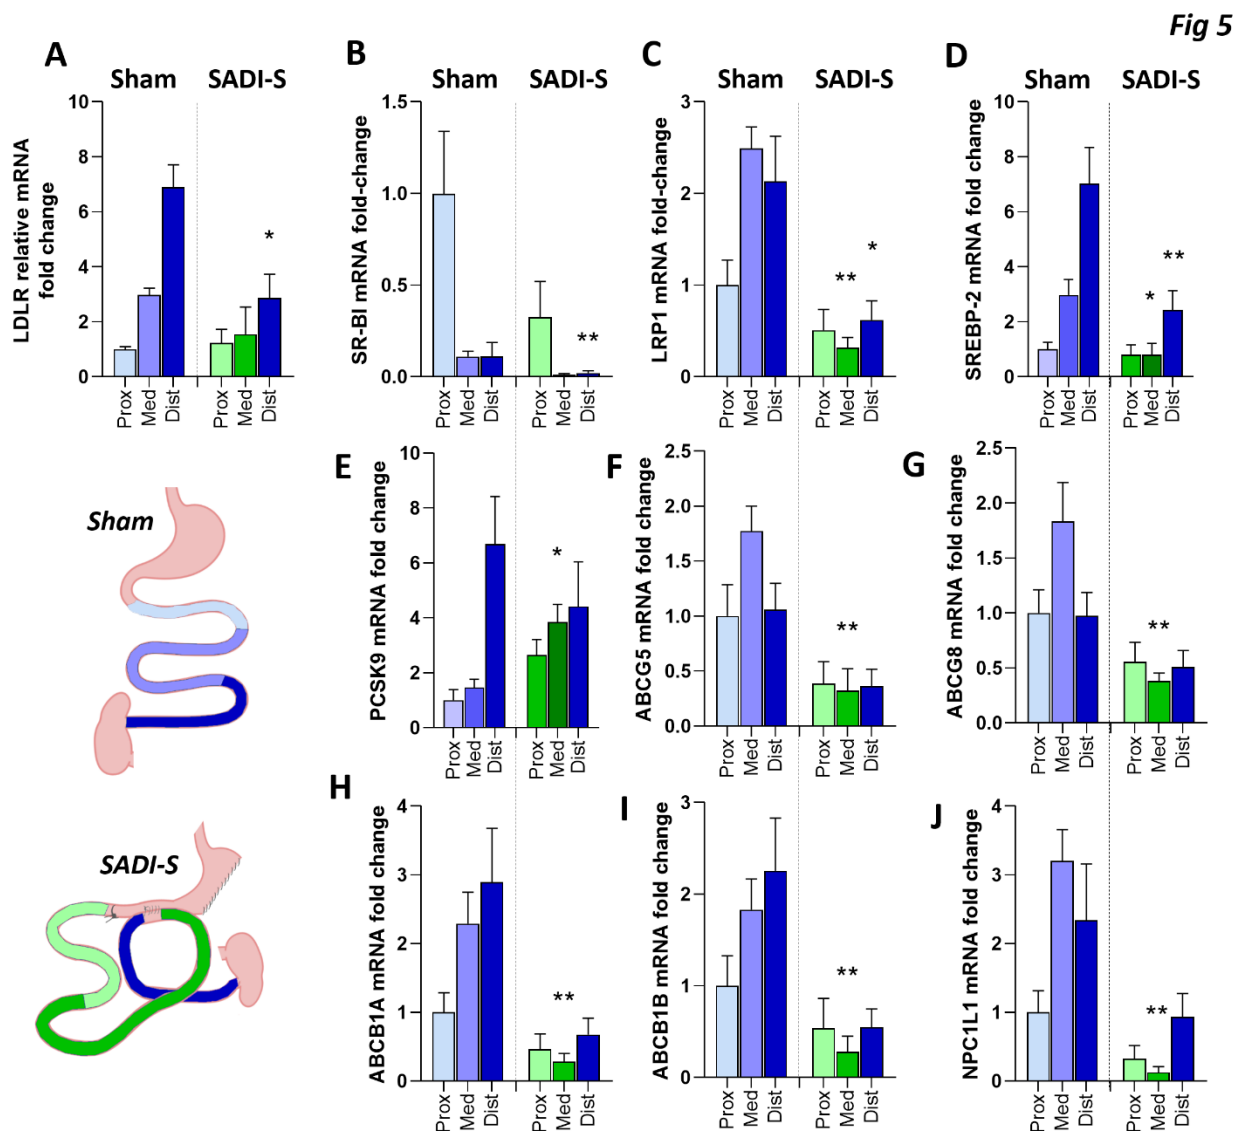 Fig 5
A
B
C
D
Sham
SADI-S
Sham
SADI-S
LDLR relative mRNA
fold change
10
8
6
4
2
0
*
Prox
Med
Dist
Prox
Med
Dist
SR-BI mRNA fold-change
1.5
1.0
0.5
0.0
**
Prox
Med
Dist
Prox
Med
Dist
LRP1 mRNA fold-change
3
2
1
0
**
*
Prox
Med
Dist
Prox
Med
Dist
SREBP-2 mRNA fold change
10
8
6
4
2
0
*
**
Prox
Med
Dist
Prox
Med
Dist
Sham
E
PCSK9 mRNA fold change
10
8
6
4
2
0
*
Prox
Med
Dist
Prox
Med
Dist
F
ABCG5 mRNA fold change
2.5
2.0
1.5
1.0
0.5
0.0
**
Prox
Med
Dist
Prox
Med
Dist
G
ABCG8 mRNA fold change
2.5
2.0
1.5
1.0
0.5
0.0
**
Prox
Med
Dist
Prox
Med
Dist
SADI-S
H
ABCB1A mRNA fold change
4
3
2
1
0
**
Prox
Med
Dist
Prox
Med
Dist
I
ABCB1B mRNA fold change
3
2
1
0
**
Prox
Med
Dist
Prox
Med
Dist
J
NPC1L1 mRNA fold change
4
3
2
1
0
**
Prox
Med
Dist
Prox
Med
Dist